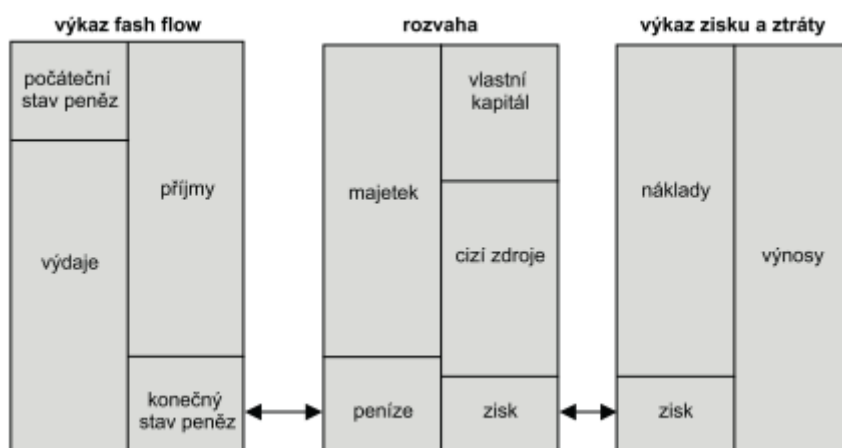 výkaz fash flow
rozvaha
výkaz zisku a ztráty
počáteční
stav peněz
výdaje
příjmy
konečný
stav peněz
majetek
peníze
vlastní
kapitál
cizí zdroje
zisk
náklady
zisk
výnosy